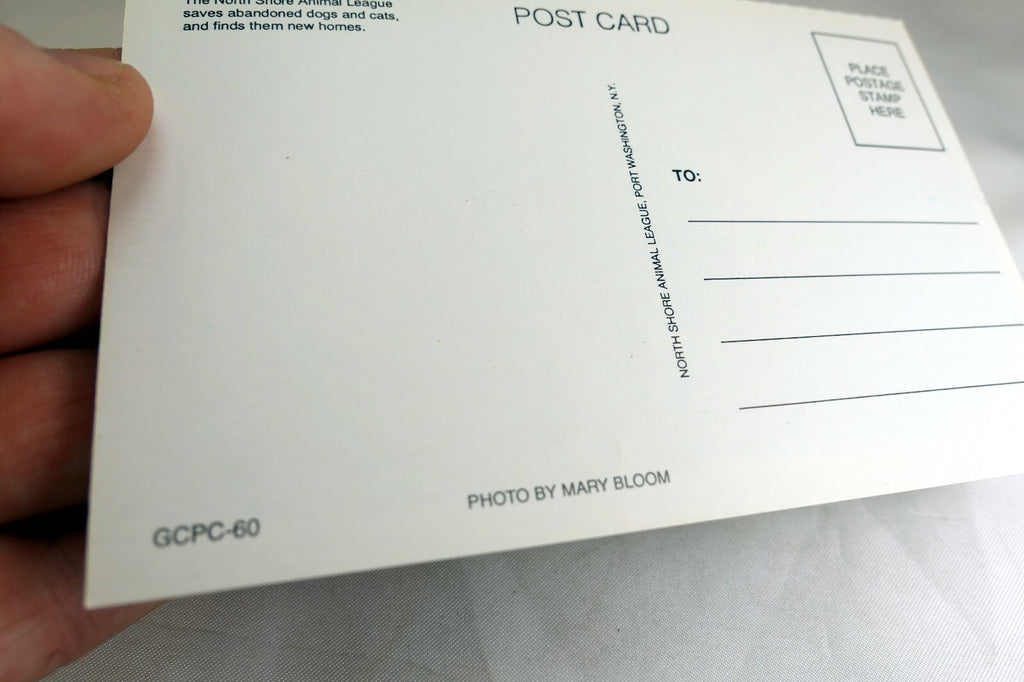 The North Shore Animal League
saves abandoned dogs and cats,
and finds them new homes.
POST CARD
PLACE
POSTAGE
STAMP
HERE
NORTH SHORE ANIMAL LEAGUE, PORT WASHINGTON, N.Y.
TO:
PHOTO BY MARY BLOOM
GCPC-60